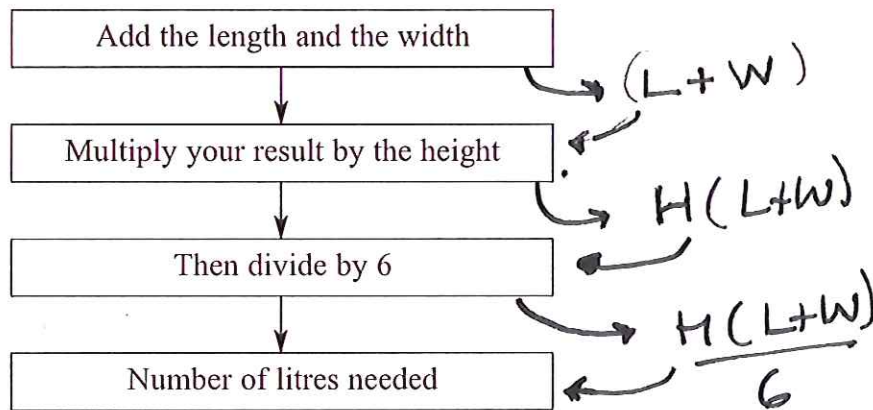 Add the length and the width
(L+W)
Multiply your result by the height
H(L+W)
Then divide by 6
H(L+W)
6
Number of litres needed